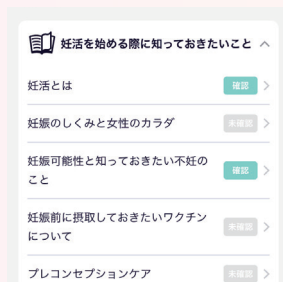 妊活を始める際に知っておきたいこと
妊活とは
確認
妊娠のしくみと女性のカラダ
未確認
妊娠可能性と知っておきたい不妊の
こと
確認
妊娠前に摂取しておきたいワクチン
について
未確認
プレコンセプションケア
未確認